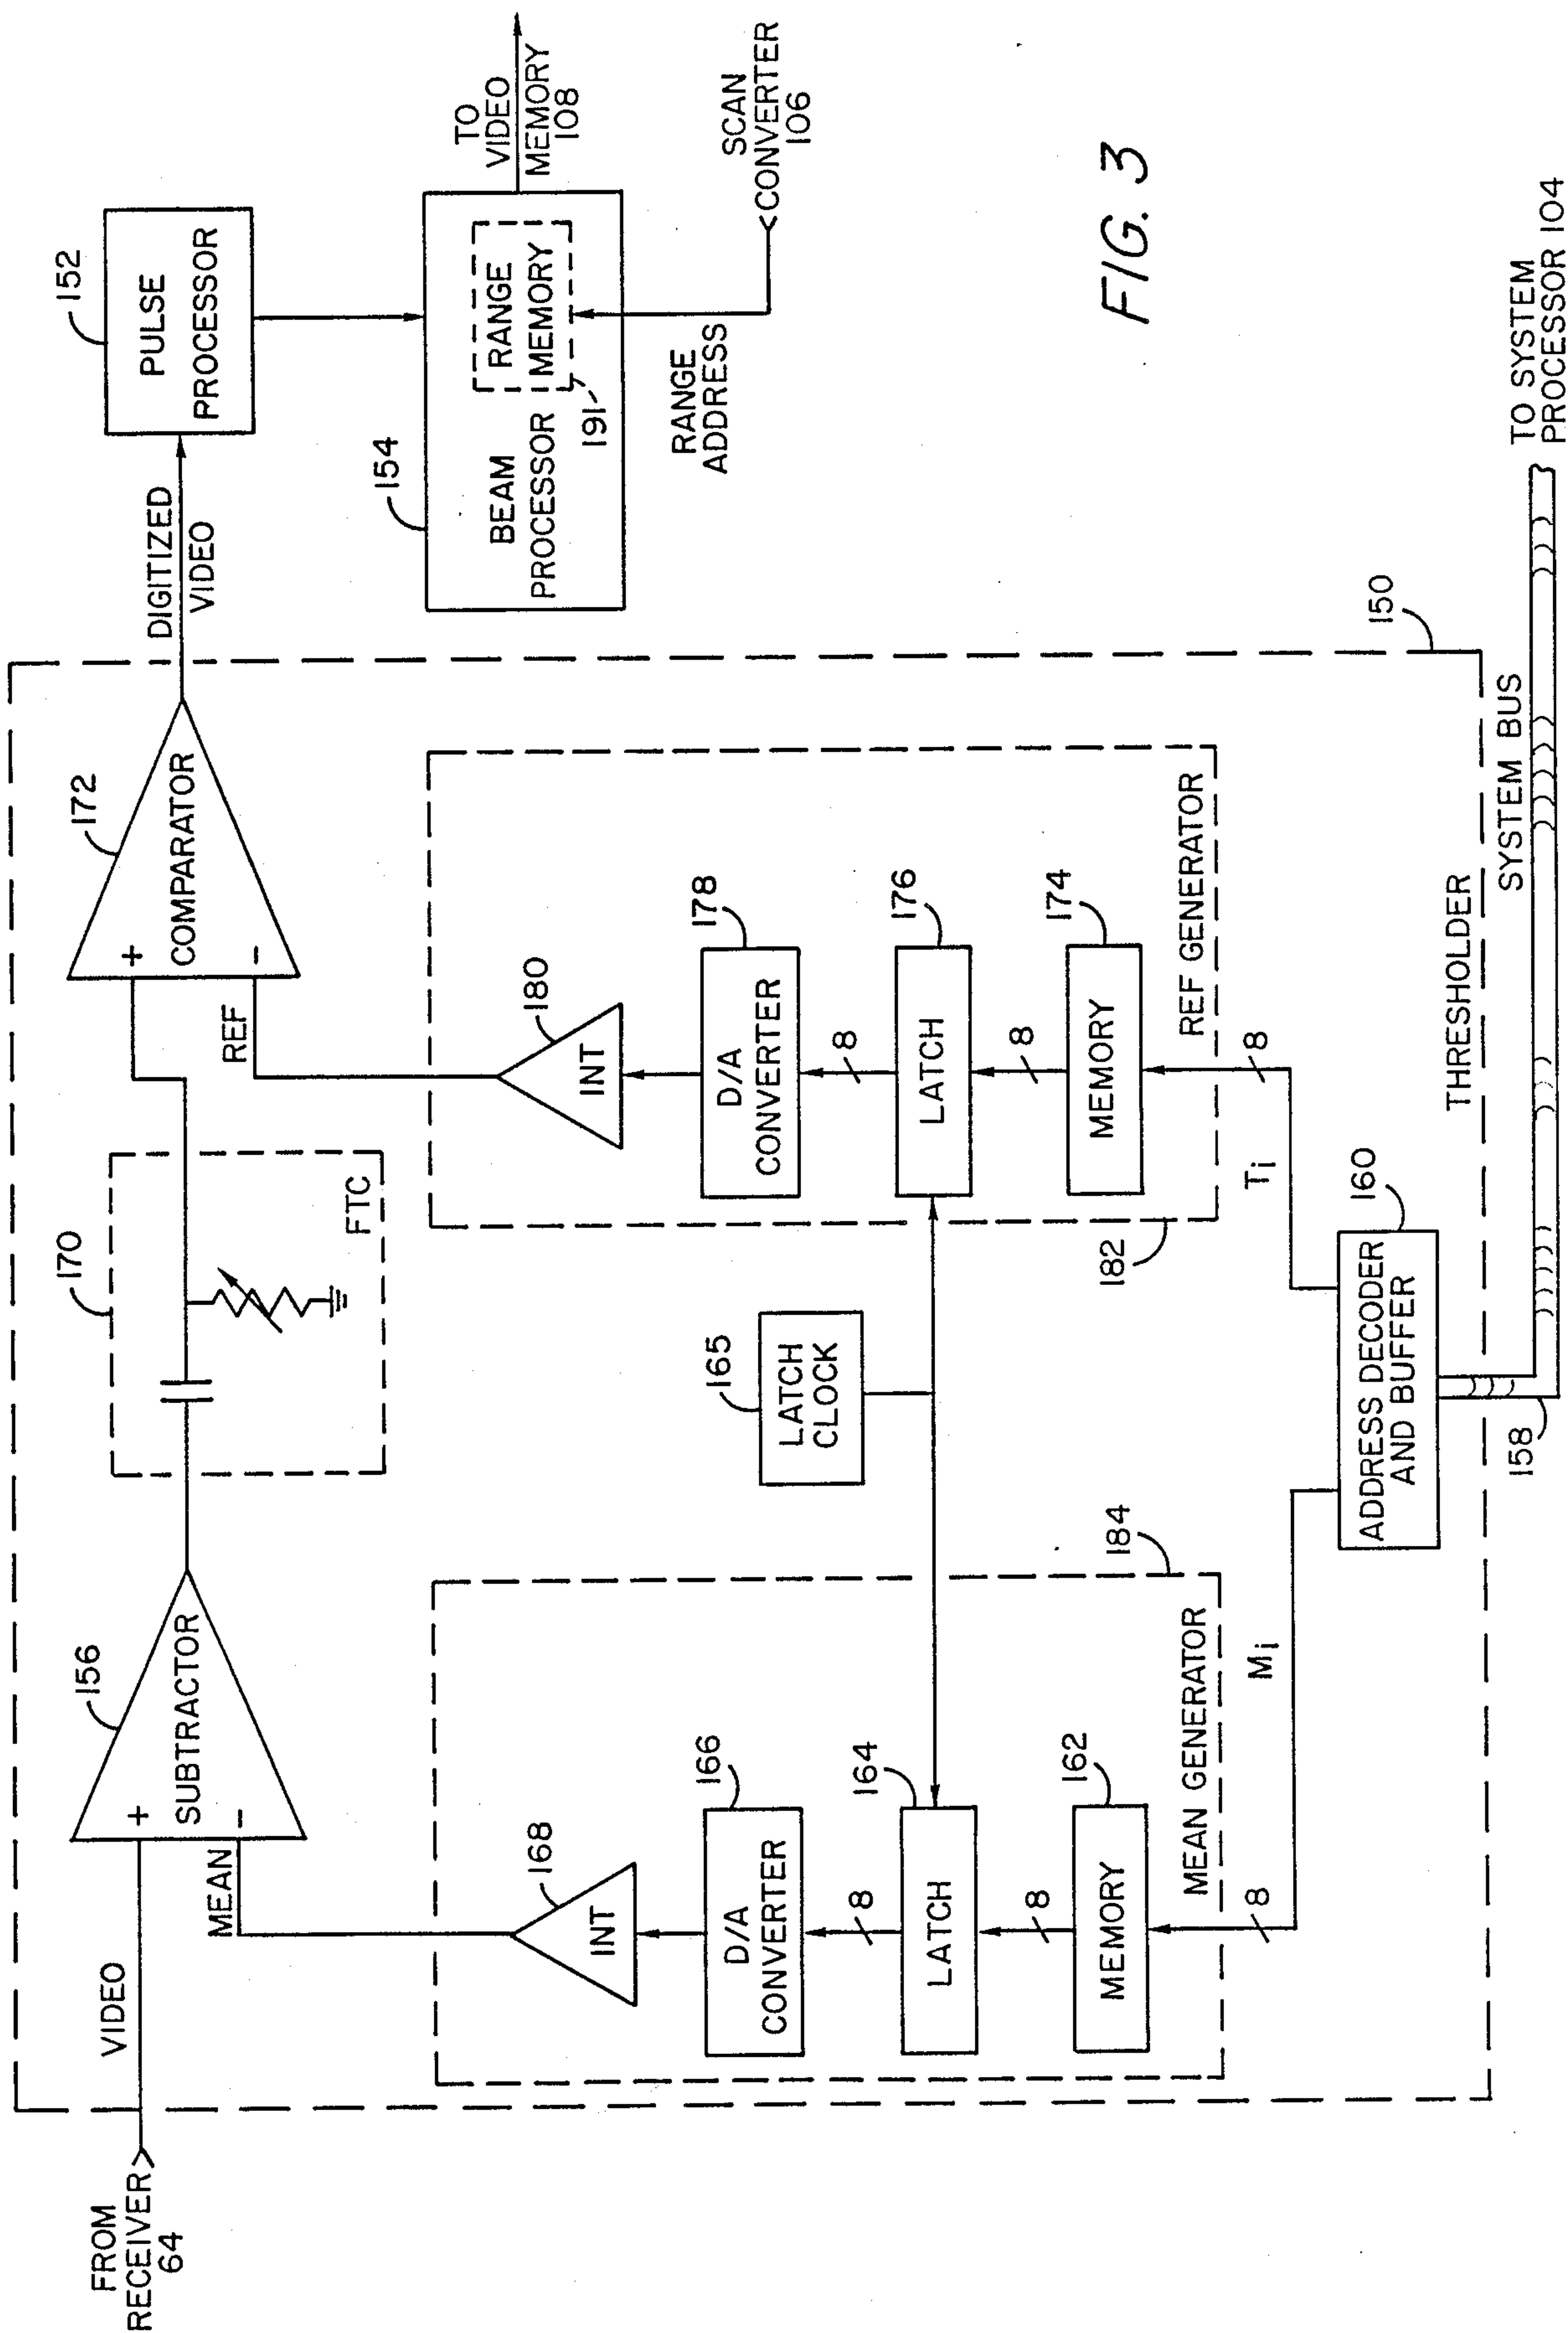 FROM
RECEIVER
64
VIDEO
MEAN
+
-
SUBTRACTOR
156
170
FTC
REF
+
-
COMPARATOR
172
DIGITIZED
VIDEO
152
PULSE
PROCESSOR
154
BEAM
PROCESSOR
RANGE
MEMORY
191
TO
VIDEO
MEMORY
108
RANGE
ADDRESS
SCAN
CONVERTER
106
168
INT
166
D/A
CONVERTER
8
164
LATCH
8
162
MEMORY
MEAN GENERATOR
184
8
Mi
165
LATCH
CLOCK
180
INT
178
D/A
CONVERTER
8
176
LATCH
8
174
MEMORY
REF GENERATOR
182
8
Ti
160
ADDRESS DECODER
AND BUFFER
158
THRESHOLDER
150
SYSTEM BUS
TO SYSTEM
PROCESSOR 104
FIG. 3